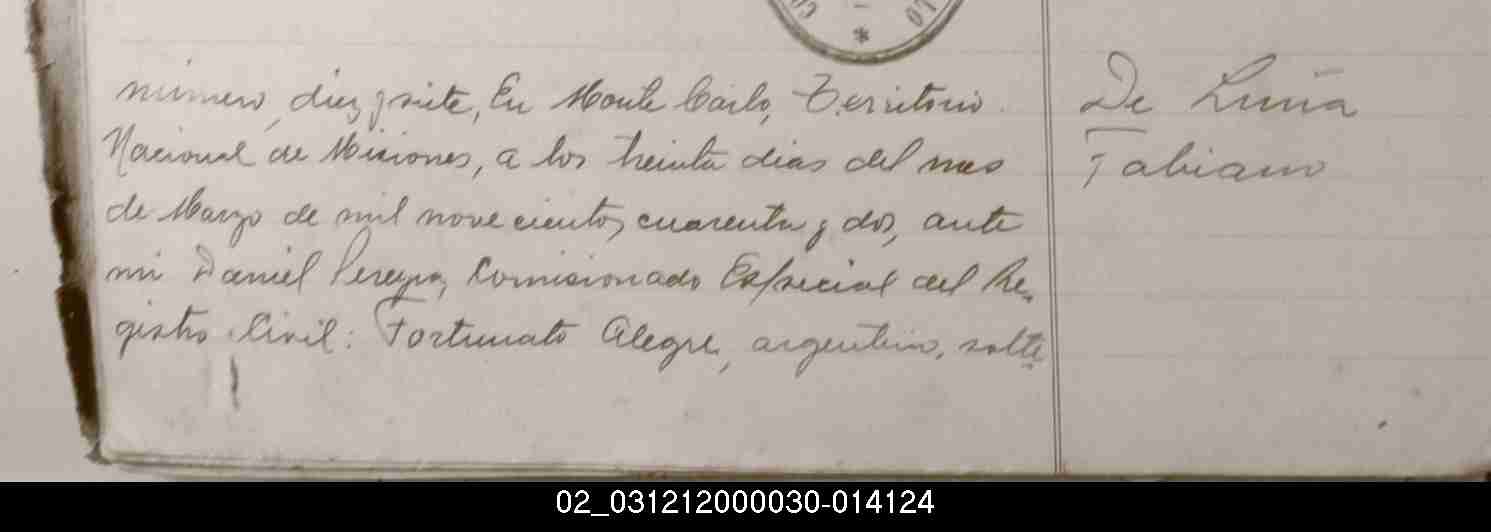 número diez y siete, En Monte Carlo, Territorio
Nacional de Misiones, a los treinta dias del mes
de Marzo de mil novecientos cuarenta y dos, ante
mi Daniel Pereyra, Comisionado Especial del Re-
gistro Civil: Fortunato Alegre, argentino, solte
De Luna
Fabiano
02_031212000030-014124